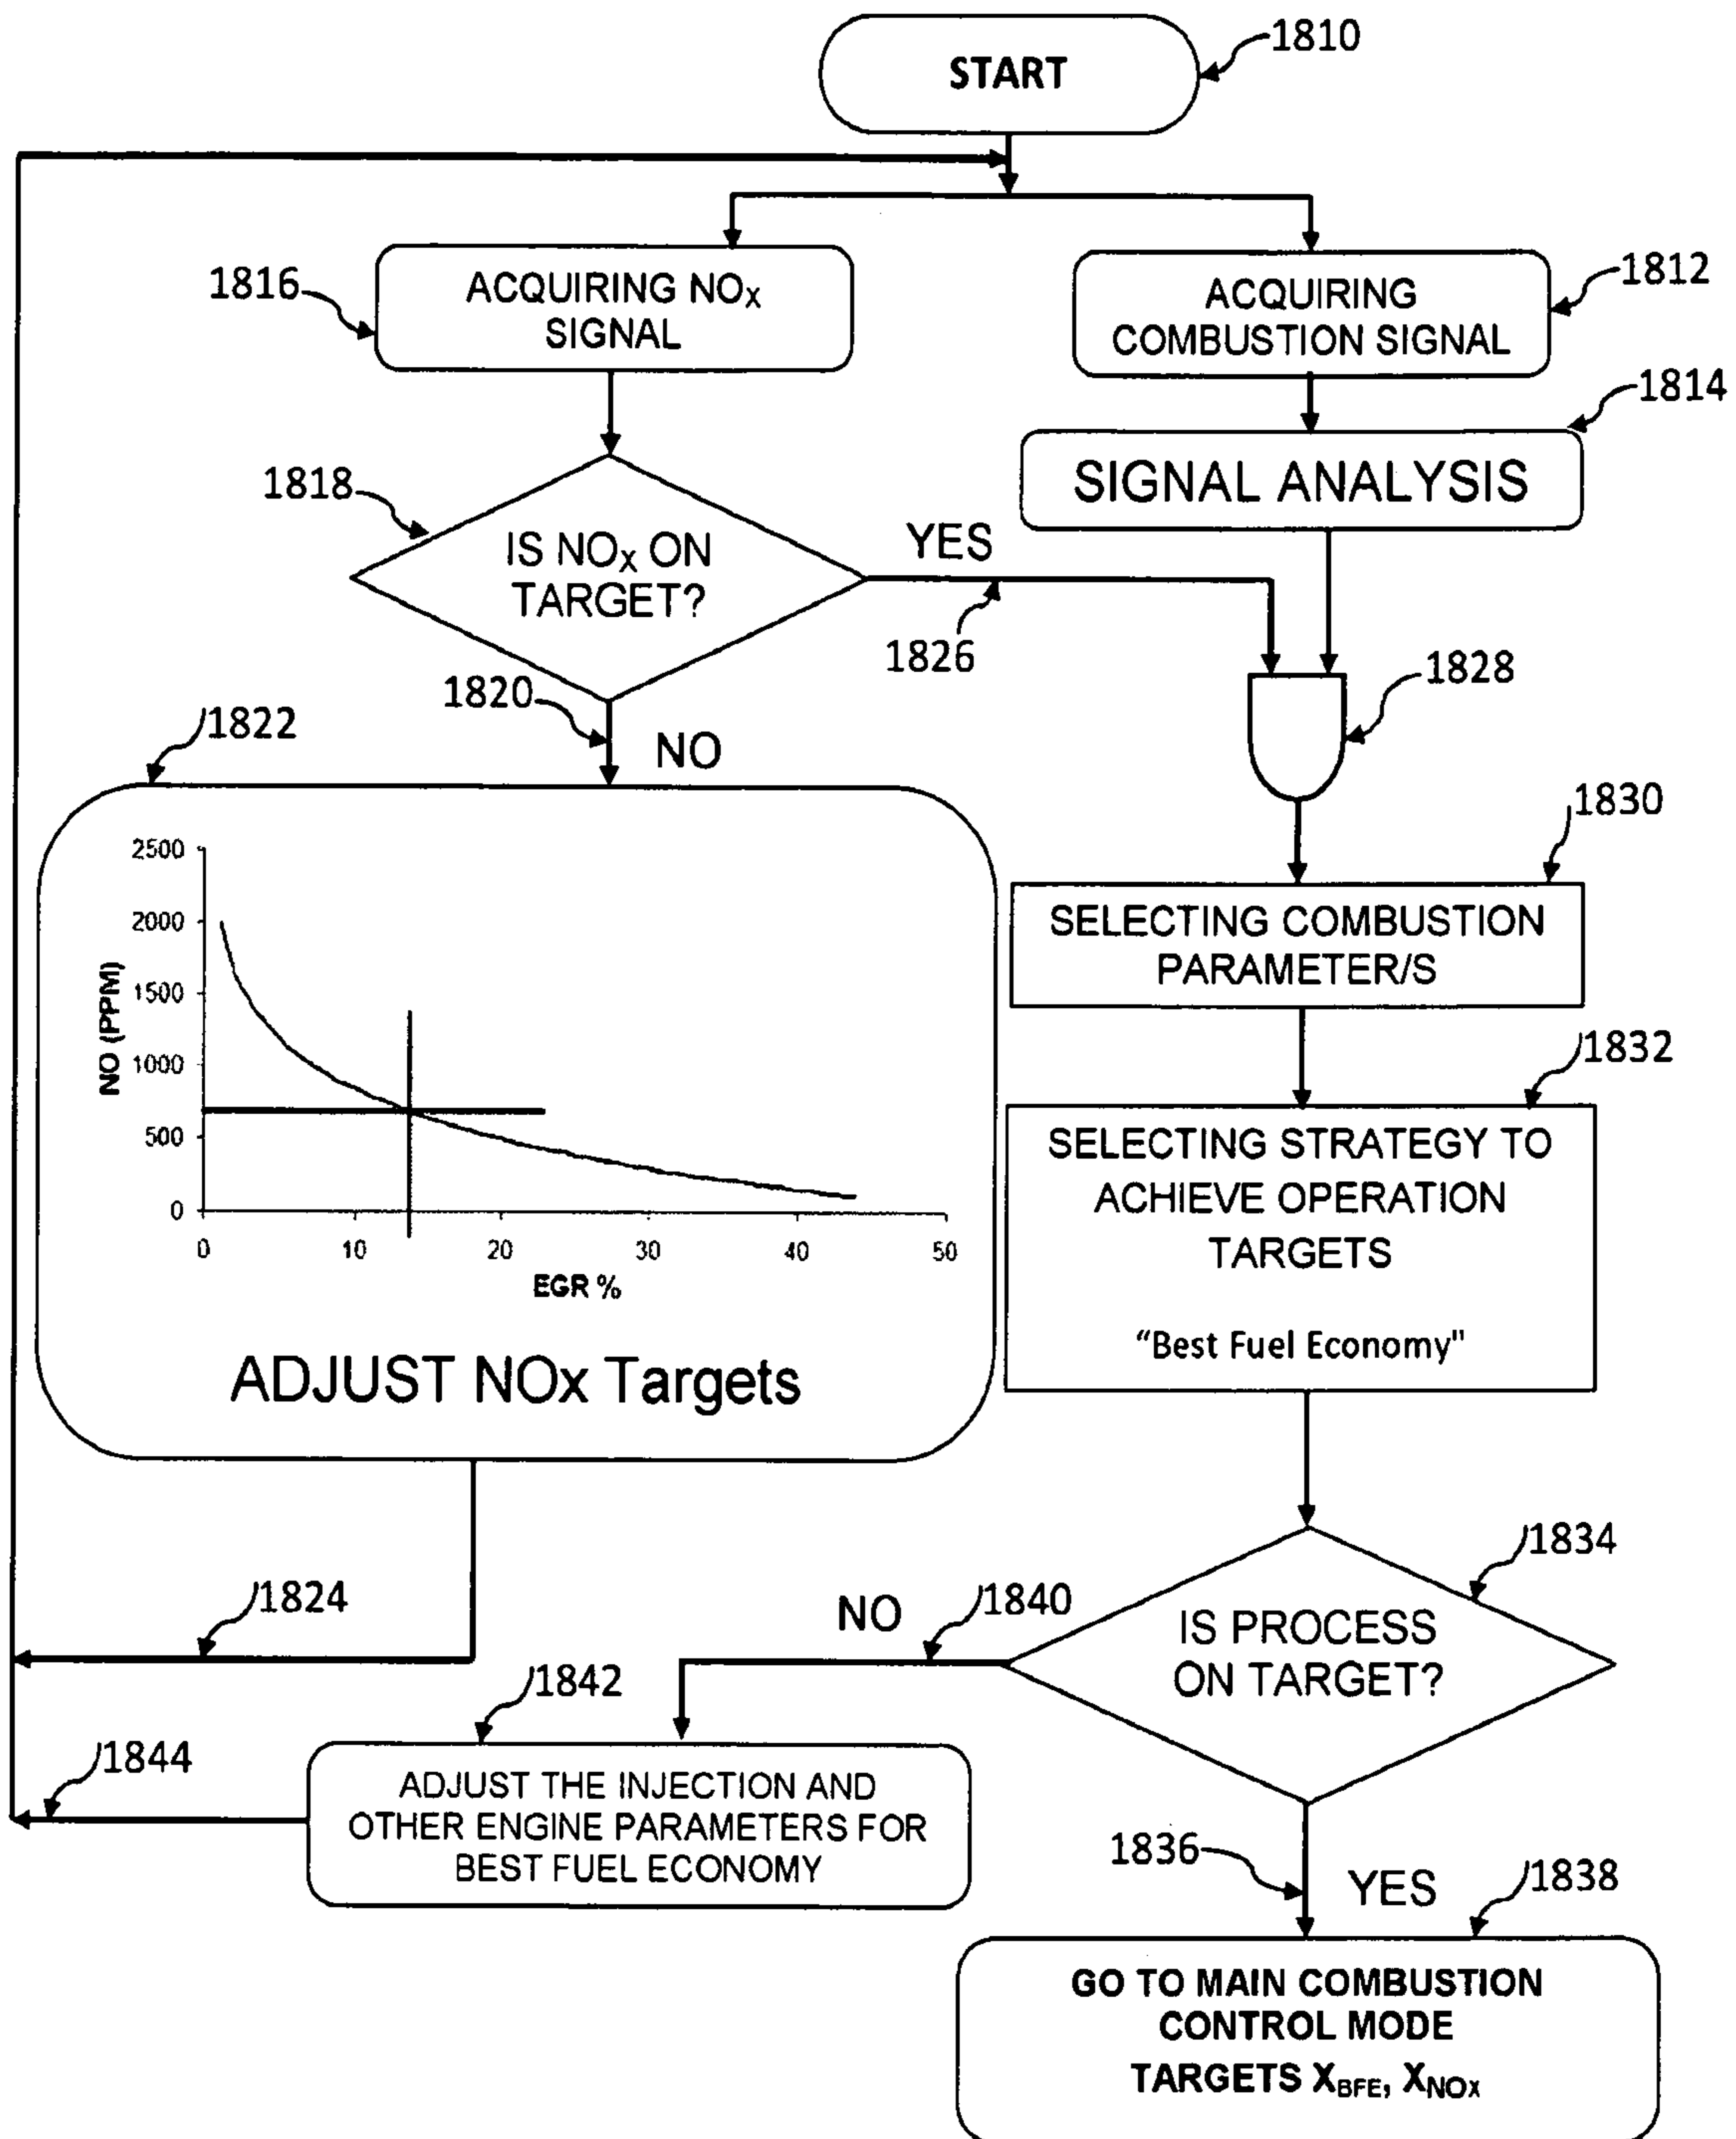 START
1810
ACQUIRING NOX
SIGNAL
1816
ACQUIRING
COMBUSTION SIGNAL
1812
SIGNAL ANALYSIS
1814
IS NOX ON
TARGET?
1818
YES
1826
1820
NO
1828
1822
2500
2000
1500
1000
500
0
NO (PPM)
0 10 20 30 40 50
EGR %
ADJUST NOx Targets
1830
SELECTING COMBUSTION
PARAMETER/S
1832
SELECTING STRATEGY TO
ACHIEVE OPERATION
TARGETS
“Best Fuel Economy"
1834
IS PROCESS
ON TARGET?
1824
NO
1840
1842
ADJUST THE INJECTION AND
OTHER ENGINE PARAMETERS FOR
BEST FUEL ECONOMY
1844
1836
YES
1838
GO TO MAIN COMBUSTION
CONTROL MODE
TARGETS XBFE, XNOX